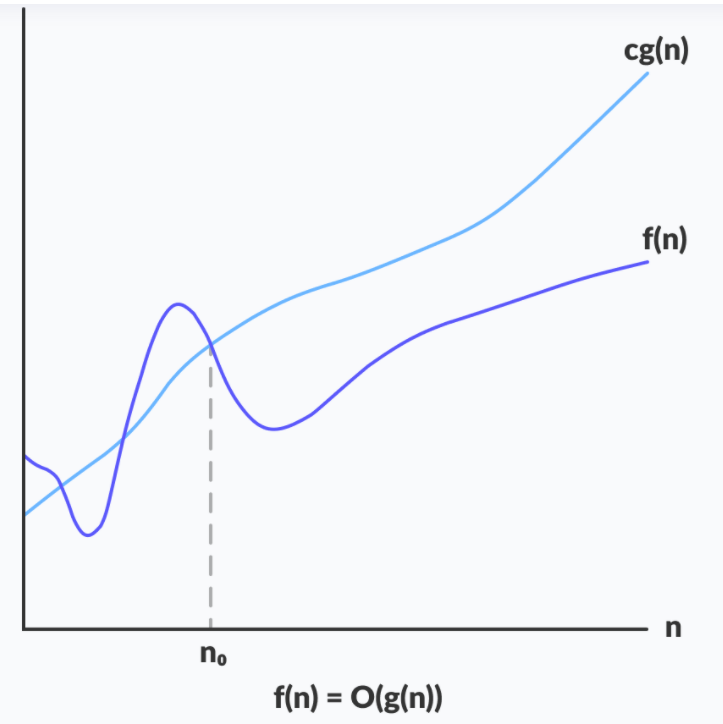 cg(n)
f(n)
n
n₀
f(n) = O(g(n))